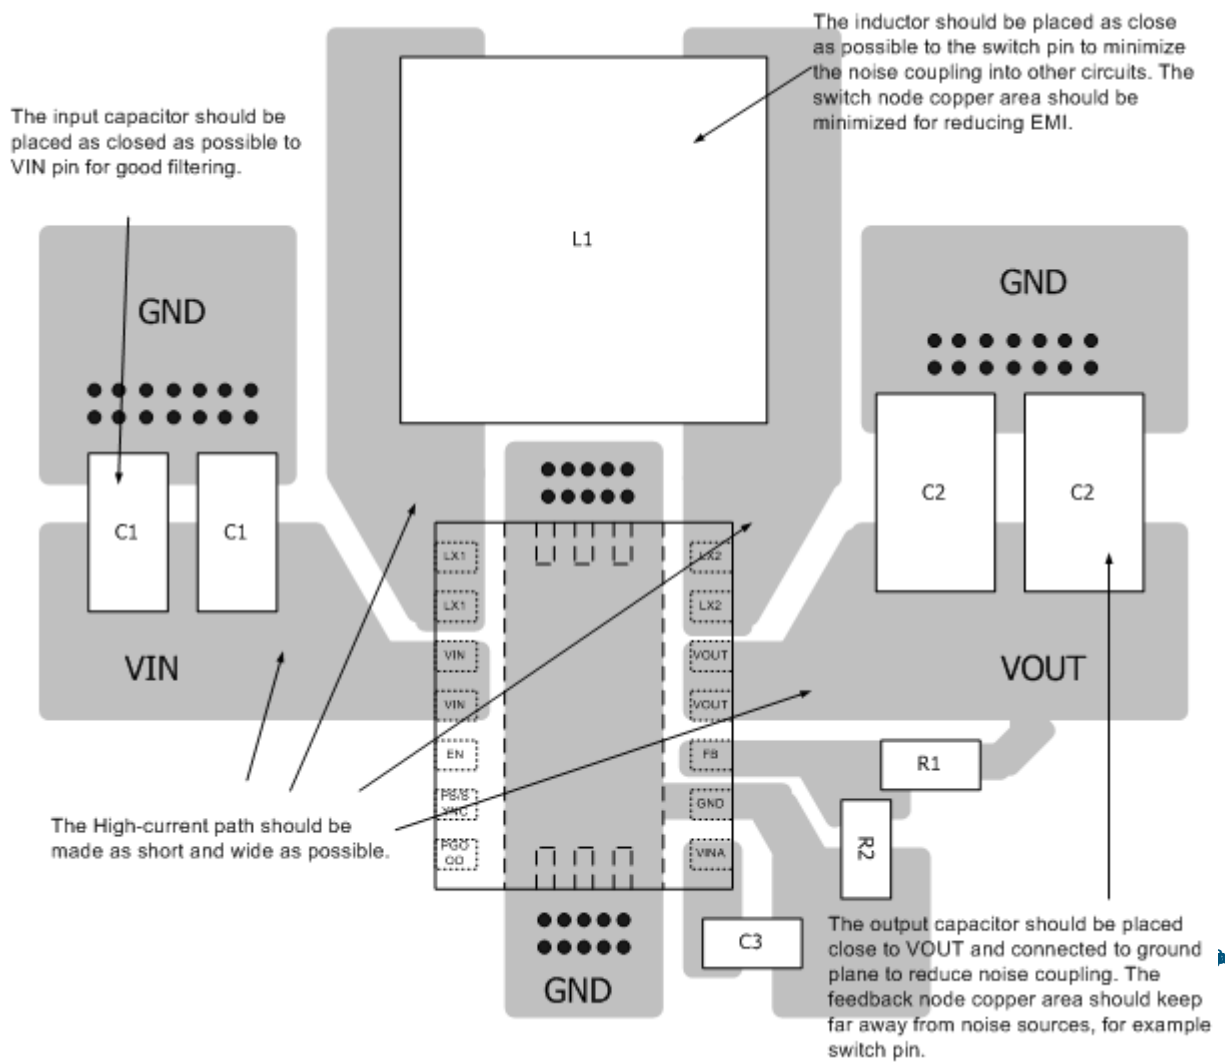 The inductor should be placed as close
as possible to the switch pin to minimize
the noise coupling into other circuits. The
switch node copper area should be
minimized for reducing EMI.
The input capacitor should be
placed as closed as possible to
VIN pin for good filtering.
L1
GND
GND
C1
C1
C2
C2
LX1
LX2
LX1
LX2
VIN
VIN
VOUT
VOUT
VIN
VOUT
EN
FB
R1
PS/S
YNC
GND
The High-current path should be
made as short and wide as possible.
R2
PGO
OD
VINA
C3
GND
The output capacitor should be placed
close to VOUT and connected to ground
plane to reduce noise coupling. The
feedback node copper area should keep
far away from noise sources, for example
switch pin.